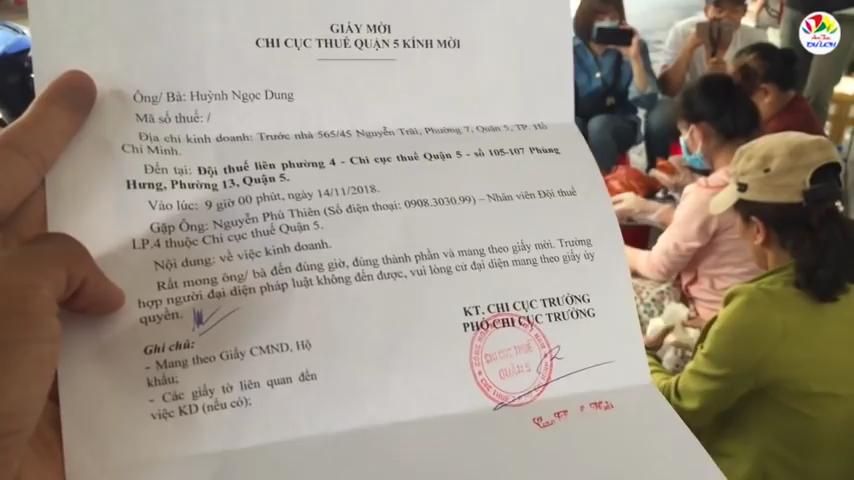 GIẤY MỜI
CHI CỤC THUẾ QUẬN 5 KÍNH MỜI
Ông/ Bà: Huỳnh Ngọc Dung
Mã số thuế: /
Địa chỉ kinh doanh: Trước nhà 565/45 Nguyễn Trãi, Phường 7, Quận 5, TP. Hồ
Chí Minh.
Đến tại: Đội thuế liên phường 4 - Chi cục thuế Quận 5 - số 105-107 Phùng
Hưng, Phường 13, Quận 5.
Vào lúc: 9 giờ 00 phút, ngày 14/11/2018.
Gặp Ông: Nguyễn Phú Thiên (Số điện thoại: 0908.3030.99) – Nhân viên Đội thuế
LP.4 thuộc Chi cục thuế Quận 5.
Nội dung: về việc kinh doanh.
Rất mong ông/ bà đến đúng giờ, đúng thành phần và mang theo giấy mời. Trường
hợp người đại diện pháp luật không đến được, vui lòng cử đại diện mang theo giấy ủy
quyền.
KT. CHI CỤC TRƯỞNG
PHÓ CHI CỤC TRƯỞNG
Ghi chú:
- Mang theo Giấy CMND, Hộ
khẩu;
- Các giấy tờ liên quan đến
việc KD (nếu có);
CHI CỤC THUẾ
QUẬN 5
DU LỊCH